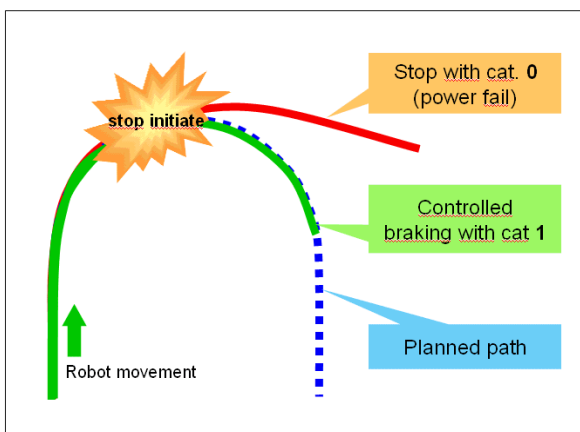 Stop with cat. 0
(power fail)
stop initiate
Controlled
braking with cat 1
Planned path
Robot movement